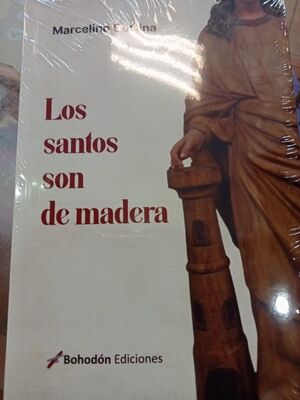 Marcelino
Los
santos
son
de madera
Bohodón Ediciones